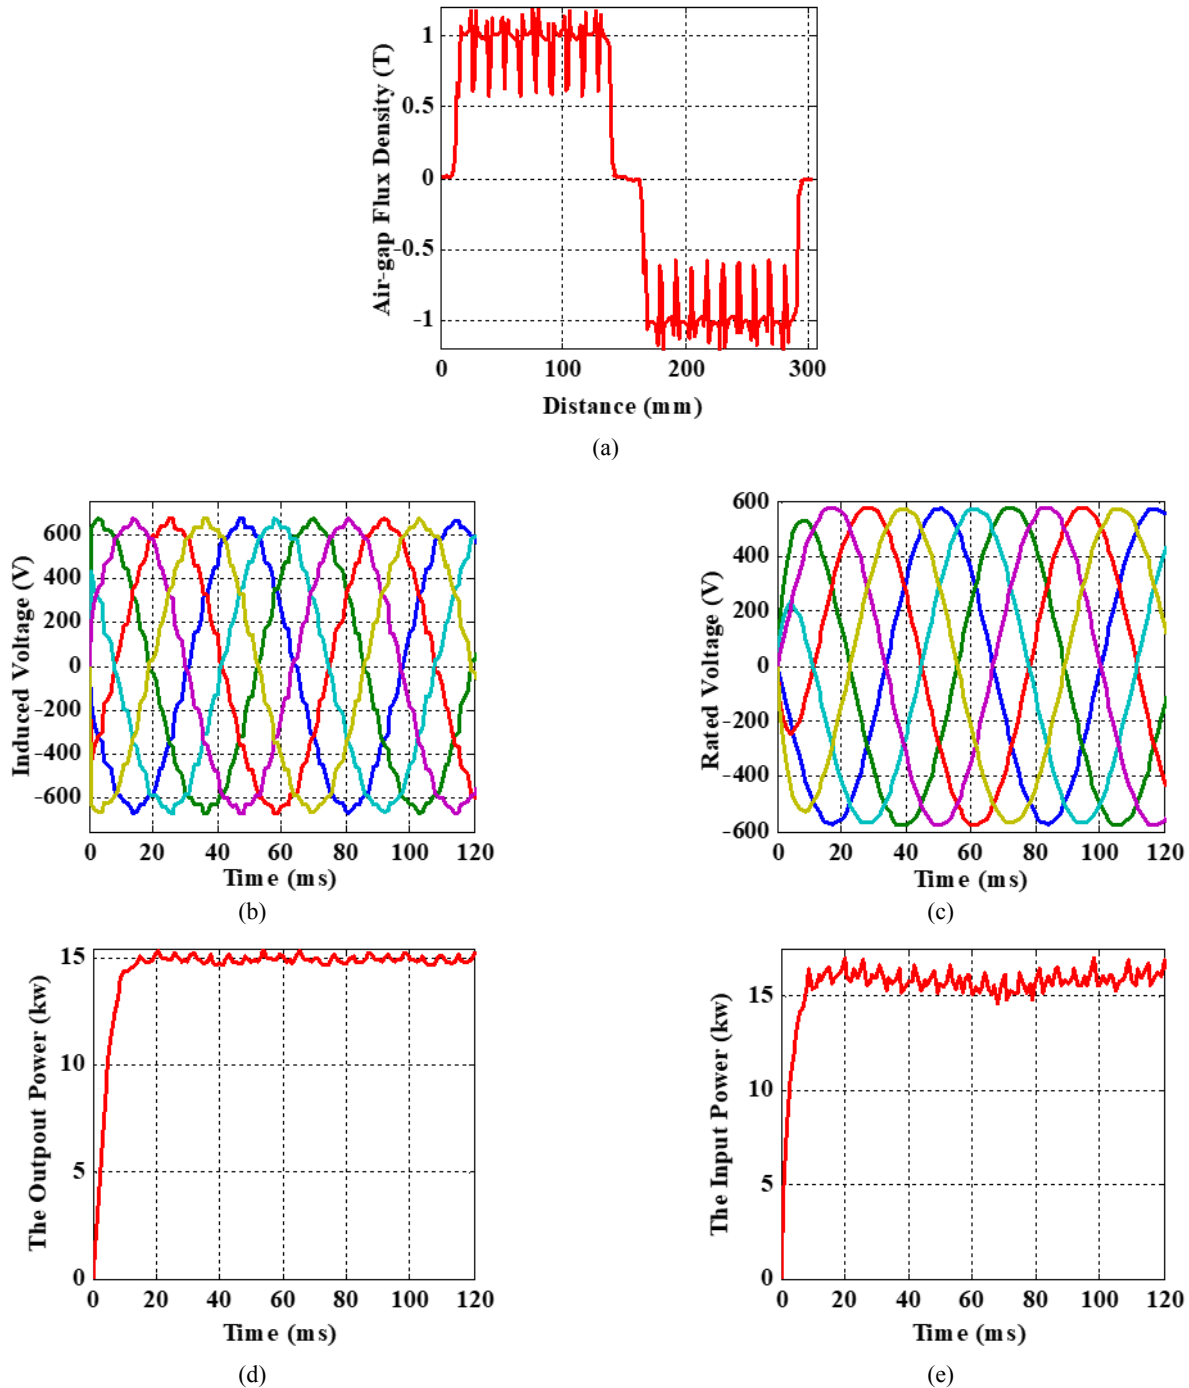 1
0.5
0
-0.5
-1
Air-gap Flux Density (T)
0 100 200 300
Distance (mm)
(a)
600
400
200
0
-200
-400
-600
Induced Voltage (V)
0 20 40 60 80 100 120
Time (ms)
(b)
600
400
200
0
-200
-400
-600
Rated Voltage (V)
0 20 40 60 80 100 120
Time (ms)
(c)
15
10
5
0
The Outpout Power (kw)
0 20 40 60 80 100 120
Time (ms)
(d)
15
10
5
0
The Input Power (kw)
0 20 40 60 80 100 120
Time (ms)
(e)